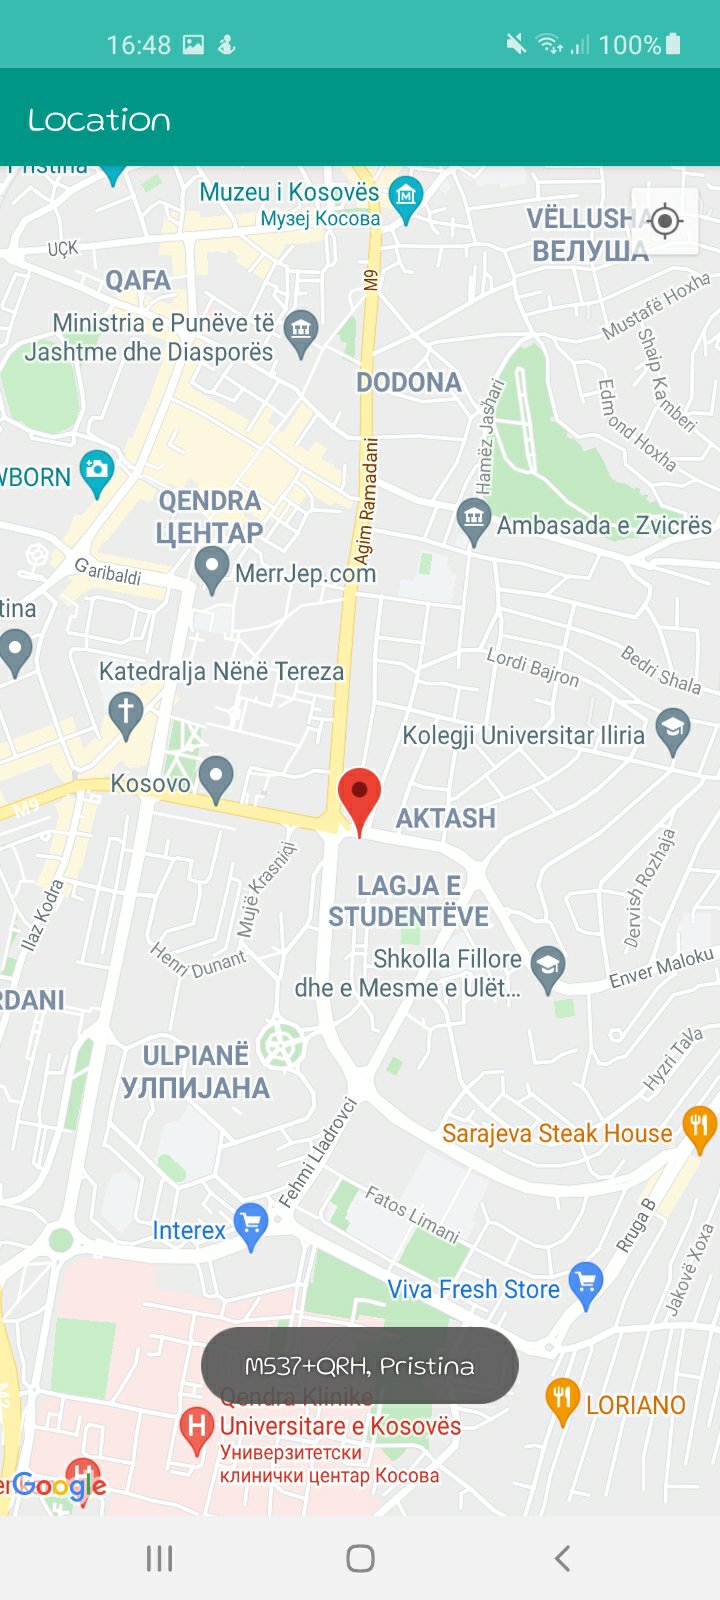 16:48
100%
Location
Pristina
Muzeu i Kosovës
Музеј Косова
VËLLUSHA
ВЕЛУША
UÇK
QAFA
M9
Mustafë Hoxha
Ministria e Punëve të
Jashtme dhe Diasporës
Shaip Kamberi
DODONA
Edmond Hoxha
Hamëz Jashari
WBORN
Agim Ramadani
QENDRA
ЦЕНТАР
Ambasada e Zvicrës
Garibaldi
MerrJep.com
tina
Lordi Bajron
Bedri Shala
Katedralja Nënë Tereza
Kolegji Universitar Iliria
Kosovo
M9
AKTASH
Mujë Krasniqi
LAGJA E
STUDENTËVE
Dervish Rozhaja
Ilaz Kodra
Henri Dunant
Shkolla Fillore
dhe e Mesme e Ulët...
Enver Maloku
RDANI
ULPIANË
УЛПИЈАНА
Hyzri Tala
Sarajeva Steak House
Fehmi Lladrovci
Fatos Limani
Rruga B
Interex
Jakovë Xoxa
Viva Fresh Store
M537+QRH, Pristina
M2
Qendra Klinike
Universitare e Kosovës
Универзитетски
клинички центар Косова
LORIANO
Google